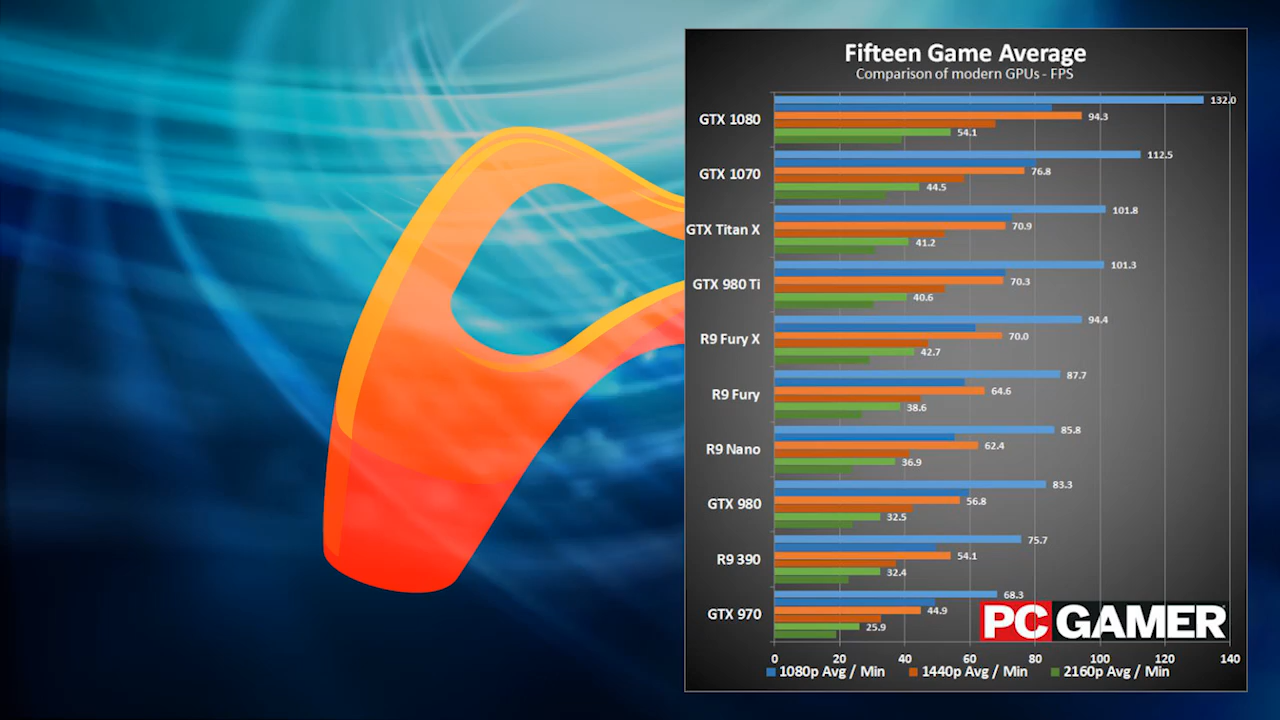 Fifteen Game Average
Comparison of modern GPUs - FPS
GTX 1080
132.0
94.3
54.1
GTX 1070
112.5
76.8
44.5
GTX Titan X
101.8
70.9
41.2
GTX 980 Ti
101.3
70.3
40.6
R9 Fury X
94.4
70.0
42.7
R9 Fury
87.7
64.6
38.6
R9 Nano
85.8
62.4
36.9
GTX 980
83.3
56.8
32.5
R9 390
75.7
54.1
32.4
GTX 970
68.3
44.9
25.9
PC GAMER
0 20 40 60 80 100 120 140
1080p Avg / Min 1440p Avg / Min 2160p Avg / Min